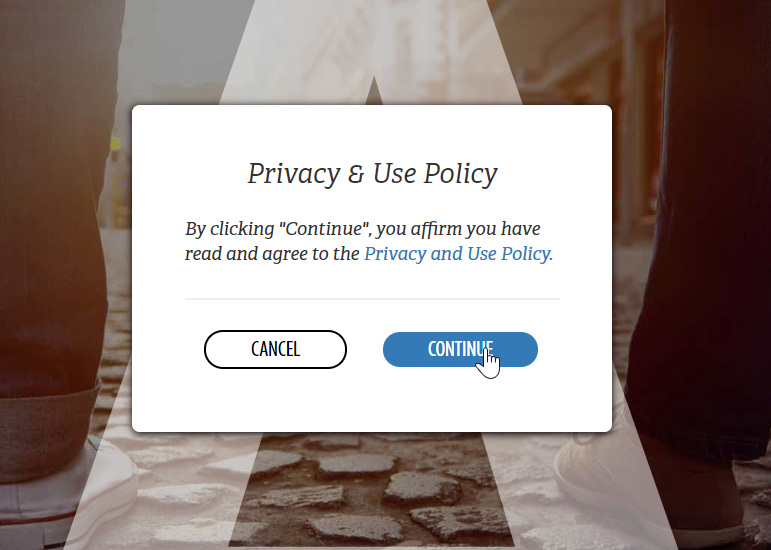 Privacy & Use Policy
By clicking "Continue", you affirm you have
read and agree to the Privacy and Use Policy.
CANCEL CONTINUE